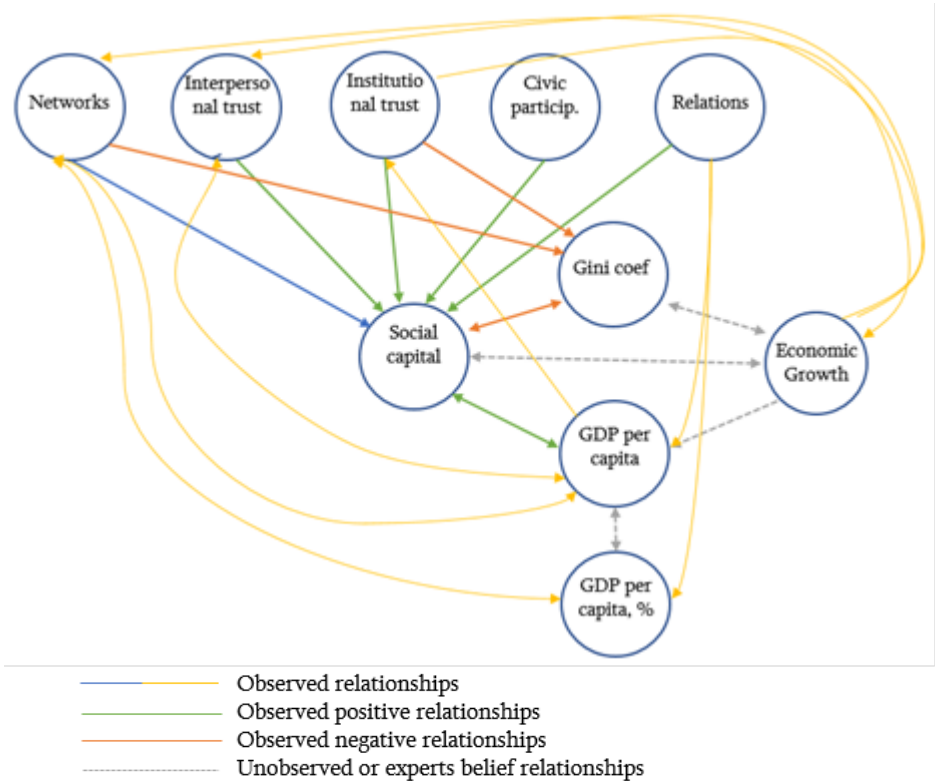 Networks
Interperso
nal trust
Institutio
nal trust
Civic
particip.
Relations
Gini coef
Social
capital
Economic
Growth
GDP per
capita
GDP per
capita, %
Observed relationships
Observed positive relationships
Observed negative relationships
Unobserved or experts belief relationships